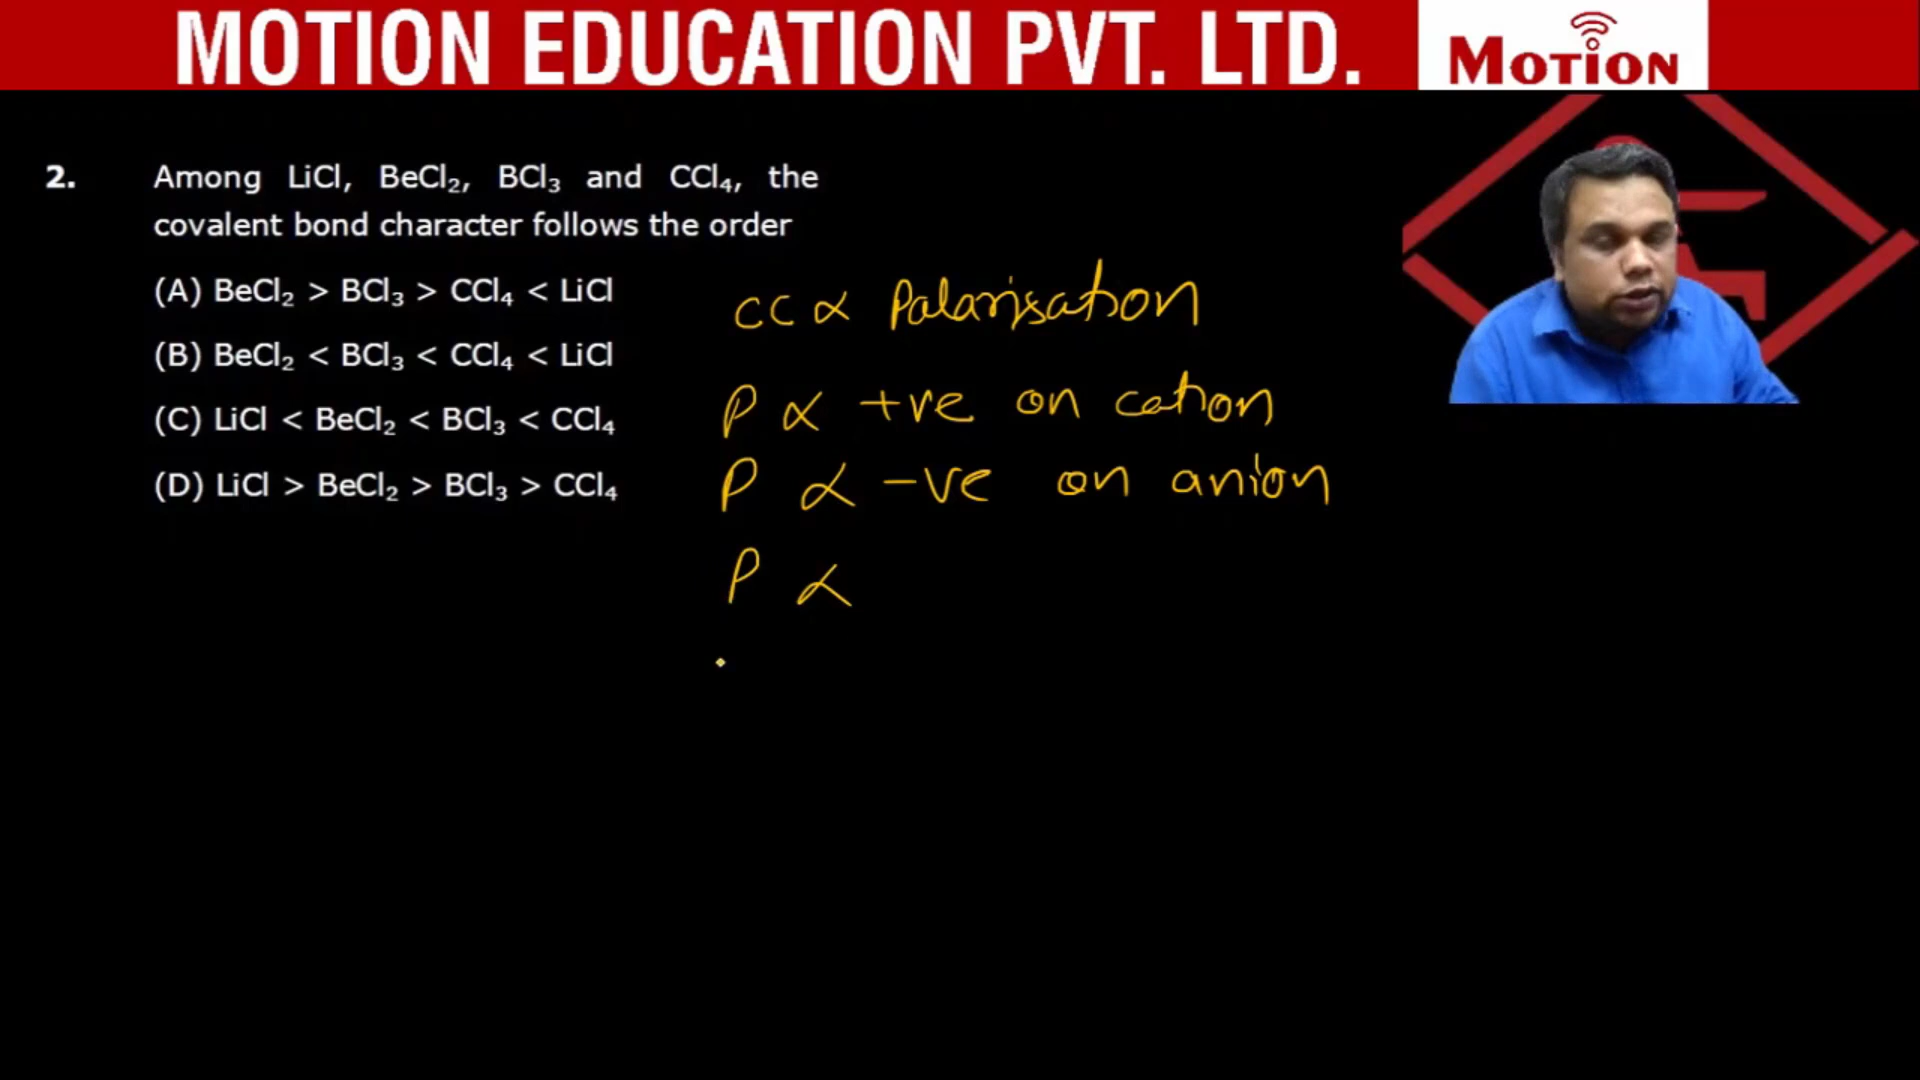 MOTION EDUCATION PVT. LTD.
MOTION
2. Among LiCl, BeCl₂, BCl₃ and CCl₄, the
covalent bond character follows the order
(A) BeCl₂ > BCl₃ > CCl₄ < LiCl
(B) BeCl₂ < BCl₃ < CCl₄ < LiCl
(C) LiCl < BeCl₂ < BCl₃ < CCl₄
(D) LiCl > BeCl₂ > BCl₃ > CCl₄
CC ∝ Polarisation
P ∝ +ve on cation
P ∝ -ve on anion
P ∝